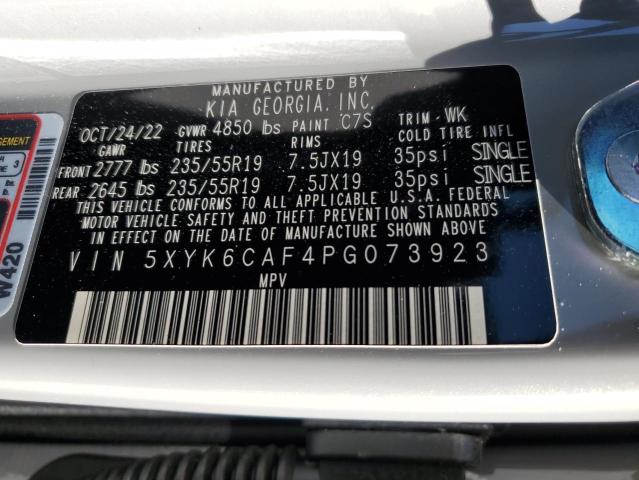 MANUFACTURED BY
KIA GEORGIA, INC.
OCT/24/22 GVWR 4850 lbs PAINT C7S TRIM WK
GAWR TIRES RIMS COLD TIRE INFL
FRONT 2777 lbs 235/55R19 7.5JX19 35psi SINGLE
REAR 2645 lbs 235/55R19 7.5JX19 35psi SINGLE
THIS VEHICLE CONFORMS TO ALL APPLICABLE U.S.A. FEDERAL
MOTOR VEHICLE SAFETY AND THEFT PREVENTION STANDARDS
IN EFFECT ON THE DATE OF MANUFACTURE SHOWN ABOVE.
VIN 5XYK6CAF4PG073923
MPV
3
W420